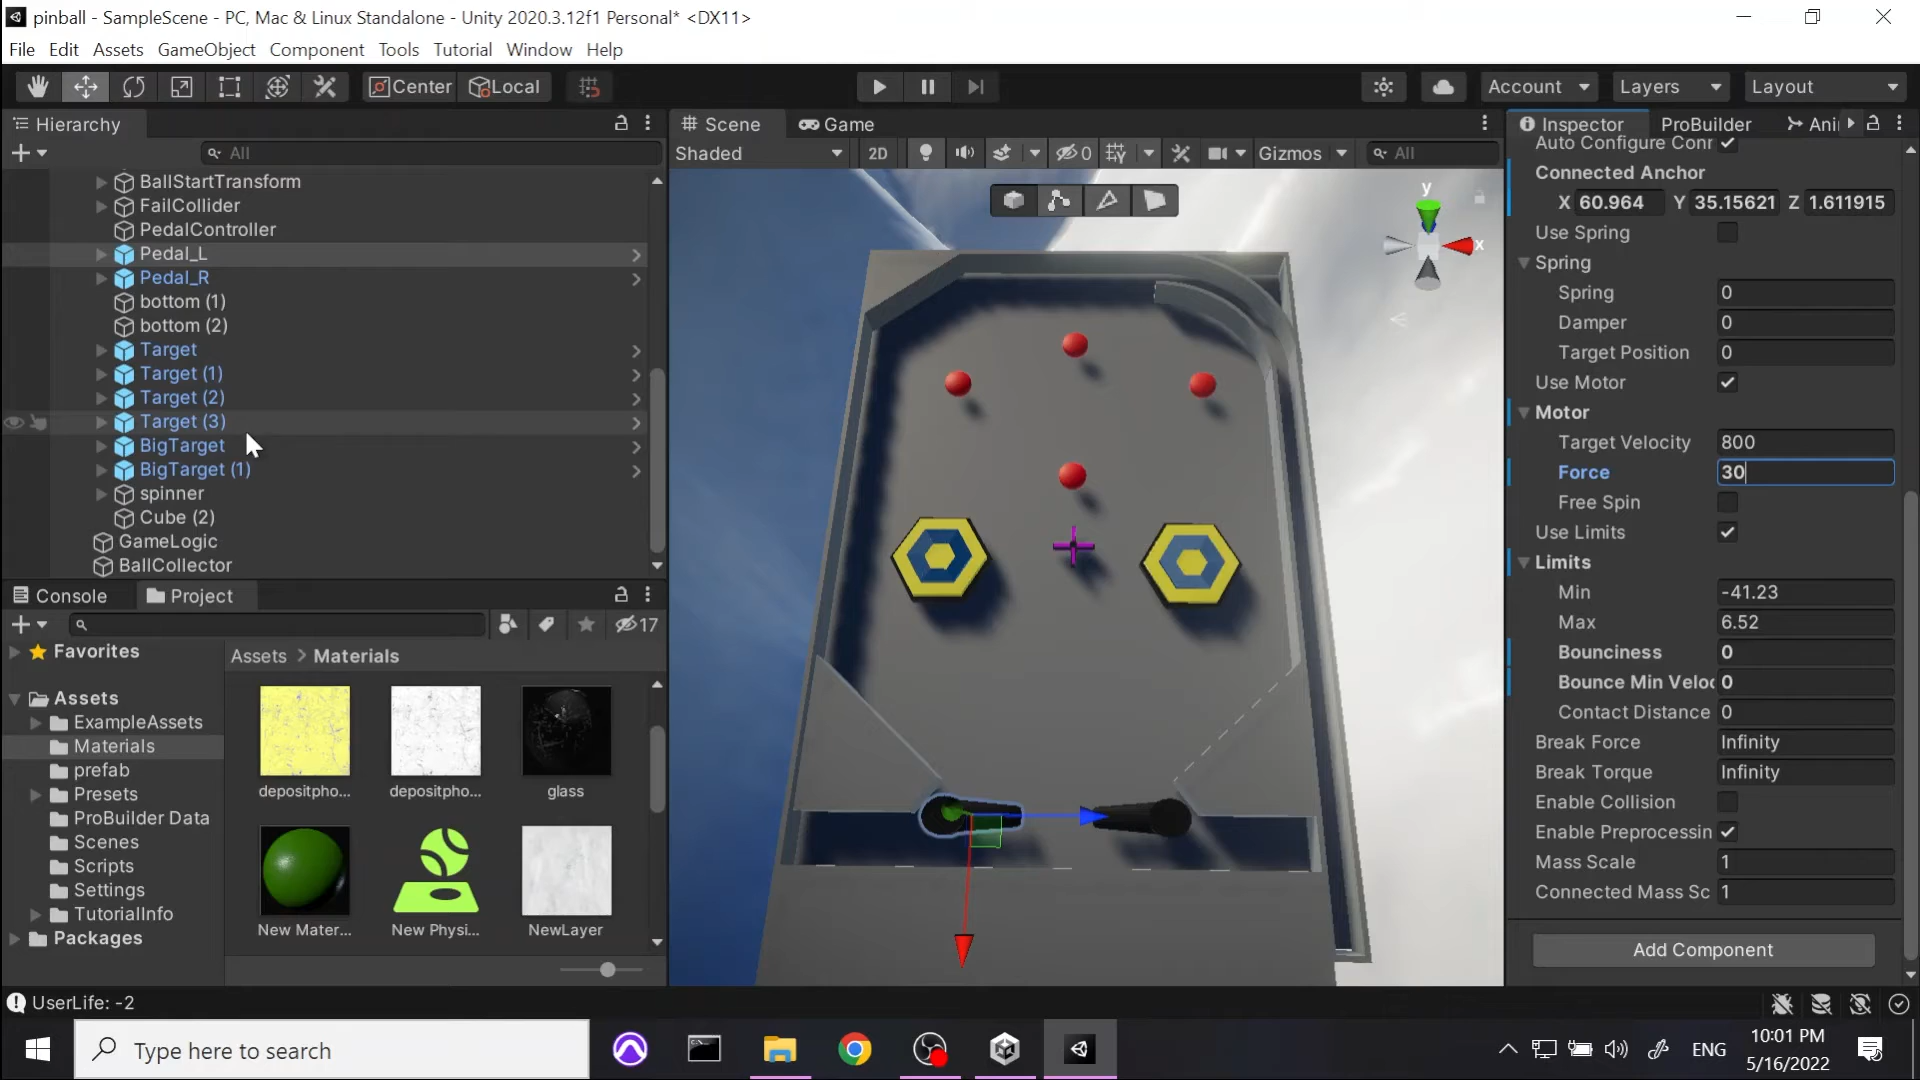 pinball - SampleScene - PC, Mac & Linux Standalone - Unity 2020.3.12f1 Personal* <DX11>
File Edit Assets GameObject Component Tools Tutorial Window Help
Center Local Account Layers Layout
Hierarchy
All
BallStartTransform
FailCollider
PedalController
Pedal_L
Pedal_R
bottom (1)
bottom (2)
Target
Target (1)
Target (2)
Target (3)
BigTarget
BigTarget (1)
spinner
Cube (2)
GameLogic
BallCollector
Scene Game
Shaded 2D 0 Gizmos All
y
x
Inspector ProBuilder Ani
Auto Configure Conr
Connected Anchor
X 60.964 Y 35.15621 Z 1.611915
Use Spring
Spring
Spring 0
Damper 0
Target Position 0
Use Motor
Motor
Target Velocity 800
Force 30
Free Spin
Use Limits
Limits
Min -41.23
Max 6.52
Bounciness 0
Bounce Min Veloc 0
Contact Distance 0
Break Force Infinity
Break Torque Infinity
Enable Collision
Enable Preprocessin
Mass Scale 1
Connected Mass Sc 1
Add Component
Console Project
17
Favorites
Assets
ExampleAssets
Materials
prefab
Presets
ProBuilder Data
Scenes
Scripts
Settings
TutorialInfo
Packages
Assets > Materials
depositpho... depositpho... glass
New Mater... New Physi... NewLayer
UserLife: -2
Type here to search
ENG
10:01 PM
5/16/2022